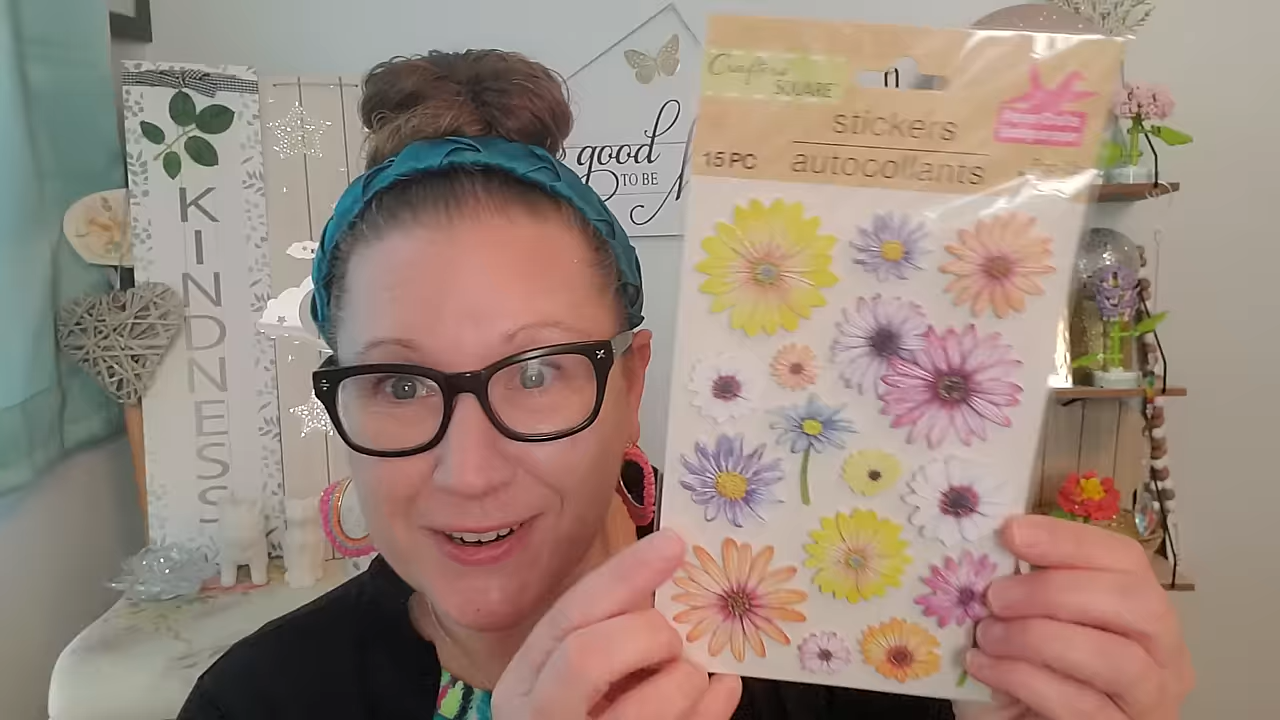 KINDNESS
good
TO BE
Crafter's
SQUARE
stickers
15 PC
autocollants